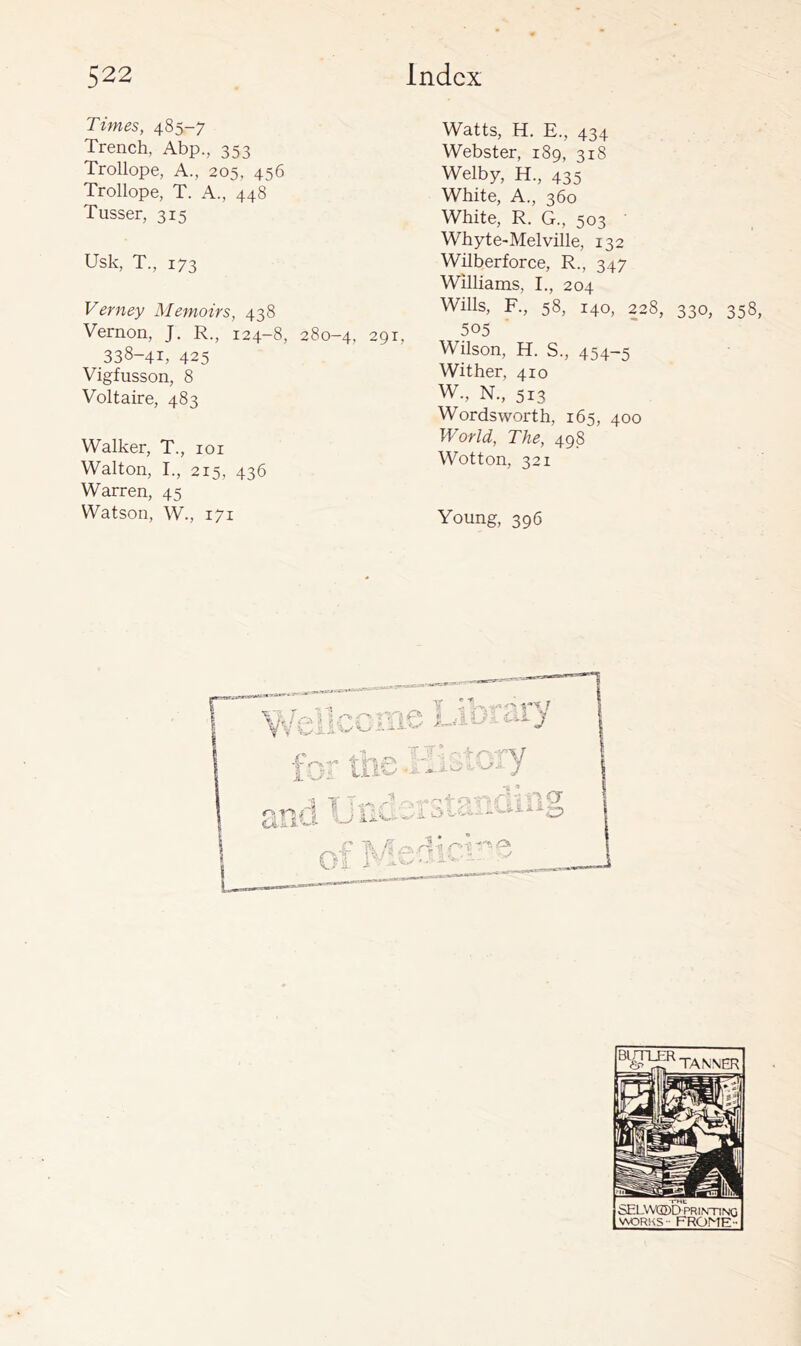 522
Index
Times, 485-7
Trench, Abp., 353
Trollope, A., 205, 456
Trollope, T. A., 448
Tusser, 315
Usk, T., 173
Verney Memoirs, 438
Vernon, J. R., 124-8, 280-4, 291,
338-41, 425
Vigfusson, 8
Voltaire, 483
Walker, T., 101
Walton, I., 215, 436
Warren, 45
Watson, W., 171
Watts, H. E., 434
Webster, 189, 318
Welby, H., 435
White, A., 360
White, R. G., 503
Whyte-Melville, 132
Wilberforce, R., 347
Williams, I., 204
Wills, F., 58, 140, 228, 330, 358,
505
Wilson, H. S., 454-5
Wither, 410
W., N., 513
Wordsworth, 165, 400
World, The, 498
Wotton, 321
Young, 396
Wellcome Library
for the History
and Understanding
of Medicine
BUTLER
& TANNER
THE
SELWOOD PRINTING
WORKS - FROME -